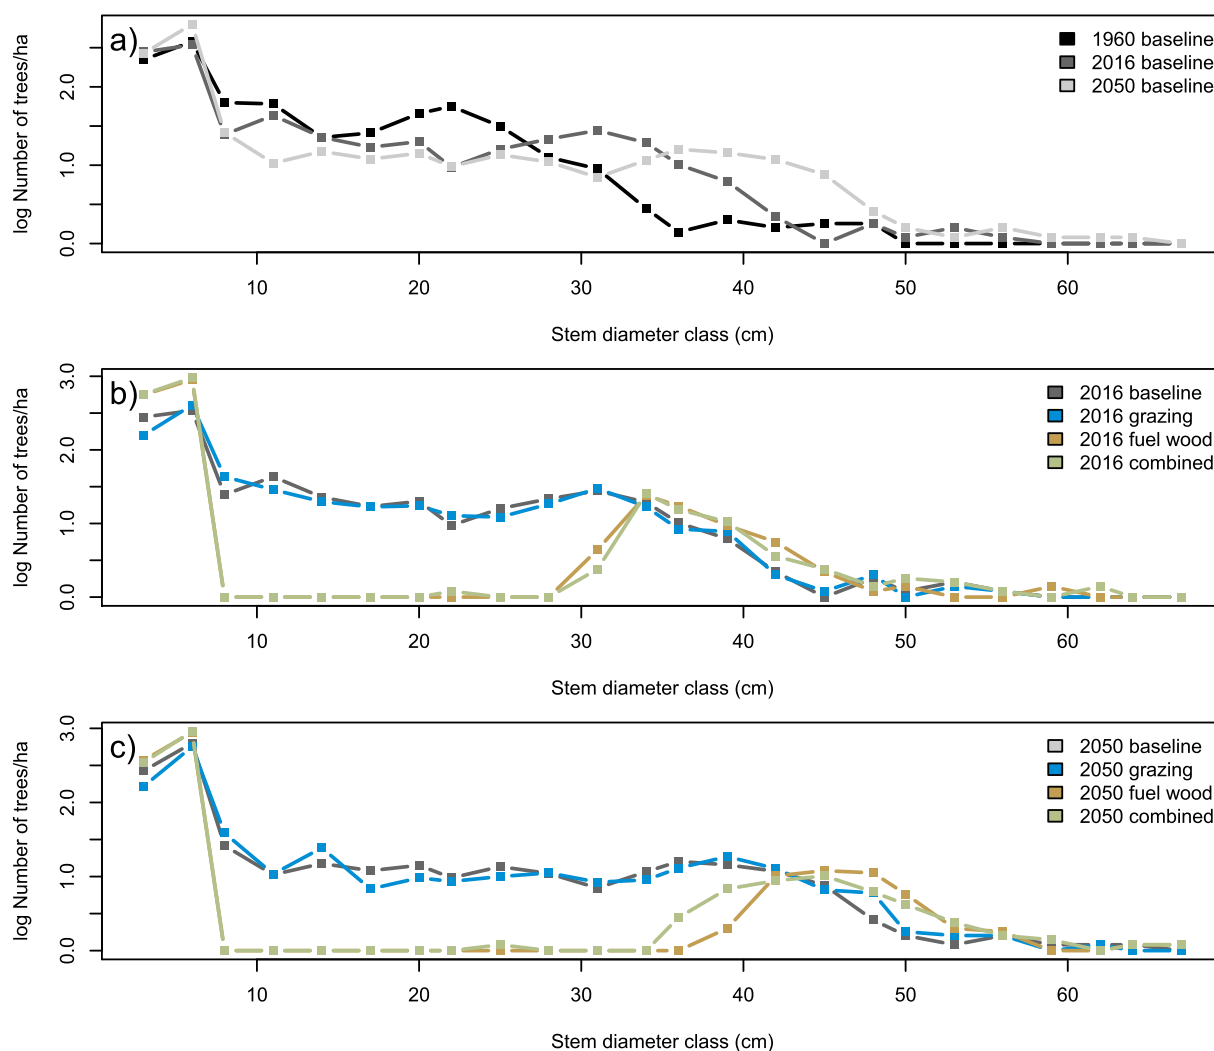 a)
log Number of trees/ha
2.0
1.0
0.0
1960 baseline
2016 baseline
2050 baseline
10 20 30 40 50 60
Stem diameter class (cm)
b)
log Number of trees/ha
3.0
2.0
1.0
0.0
2016 baseline
2016 grazing
2016 fuel wood
2016 combined
10 20 30 40 50 60
Stem diameter class (cm)
c)
log Number of trees/ha
3.0
2.0
1.0
0.0
2050 baseline
2050 grazing
2050 fuel wood
2050 combined
10 20 30 40 50 60
Stem diameter class (cm)